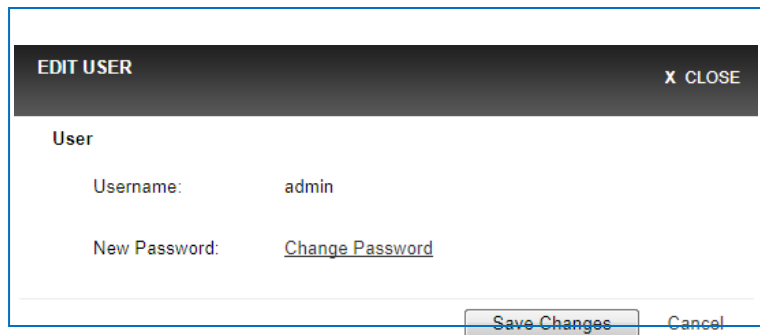 EDIT USER
X CLOSE
User
Username: admin
New Password: Change Password
Save Changes Cancel